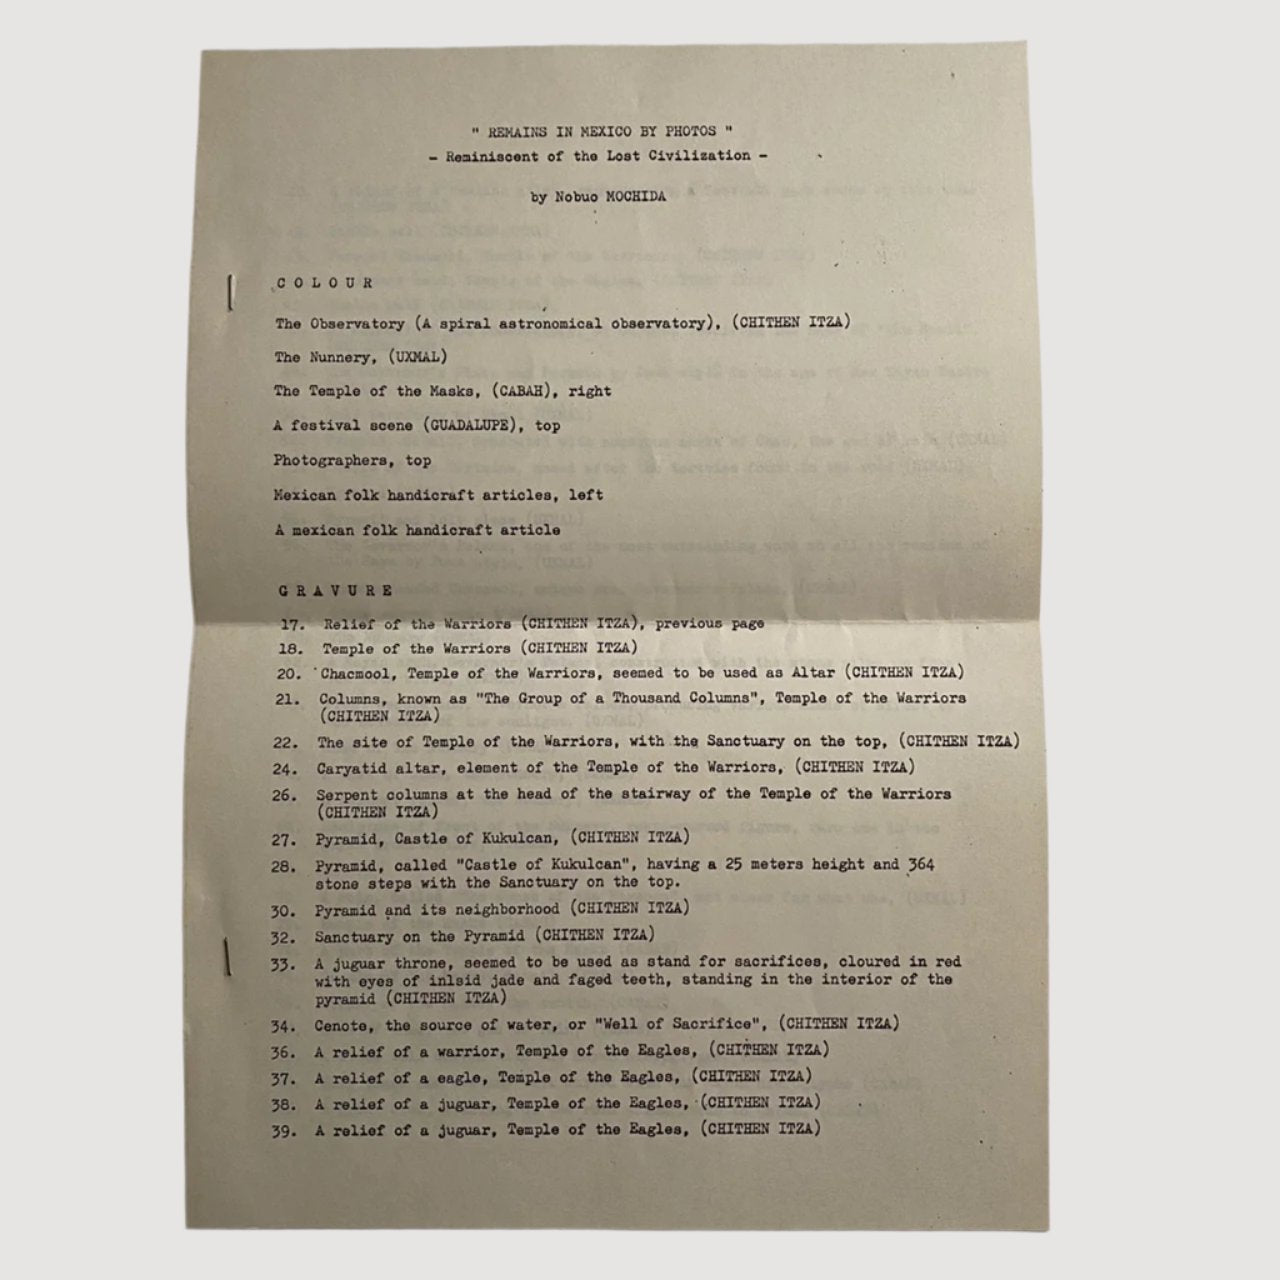 " REMAINS IN MEXICO BY PHOTOS "
- Reminiscent of the Lost Civilization -
by Nobuo MOCHIDA
C O L O U R
The Observatory (A spiral astronomical observatory), (CHITHEN ITZA)
The Nunnery, (UXMAL)
The Temple of the Masks, (CABAH), right
A festival scene (GUADALUPE), top
Photographers, top
Mexican folk handicraft articles, left
A mexican folk handicraft article
G R A V U R E
17. Relief of the Warriors (CHITHEN ITZA), previous page
18. Temple of the Warriors (CHITHEN ITZA)
20. Chacmool, Temple of the Warriors, seemed to be used as Altar (CHITHEN ITZA)
21. Columns, known as "The Group of a Thousand Columns", Temple of the Warriors
(CHITHEN ITZA)
22. The site of Temple of the Warriors, with the Sanctuary on the top, (CHITHEN ITZA)
24. Caryatid altar, element of the Temple of the Warriors, (CHITHEN ITZA)
26. Serpent columns at the head of the stairway of the Temple of the Warriors
(CHITHEN ITZA)
27. Pyramid, Castle of Kukulcan, (CHITHEN ITZA)
28. Pyramid, called "Castle of Kukulcan", having a 25 meters height and 364
stone steps with the Sanctuary on the top.
30. Pyramid and its neighborhood (CHITHEN ITZA)
32. Sanctuary on the Pyramid (CHITHEN ITZA)
33. A juguar throne, seemed to be used as stand for sacrifices, cloured in red
with eyes of inlsid jade and faged teeth, standing in the interior of the
pyramid (CHITHEN ITZA)
34. Cenote, the source of water, or "Well of Sacrifice", (CHITHEN ITZA)
36. A relief of a warrior, Temple of the Eagles, (CHITHEN ITZA)
37. A relief of a eagle, Temple of the Eagles, (CHITHEN ITZA)
38. A relief of a juguar, Temple of the Eagles, (CHITHEN ITZA)
39. A relief of a juguar, Temple of the Eagles, (CHITHEN ITZA)